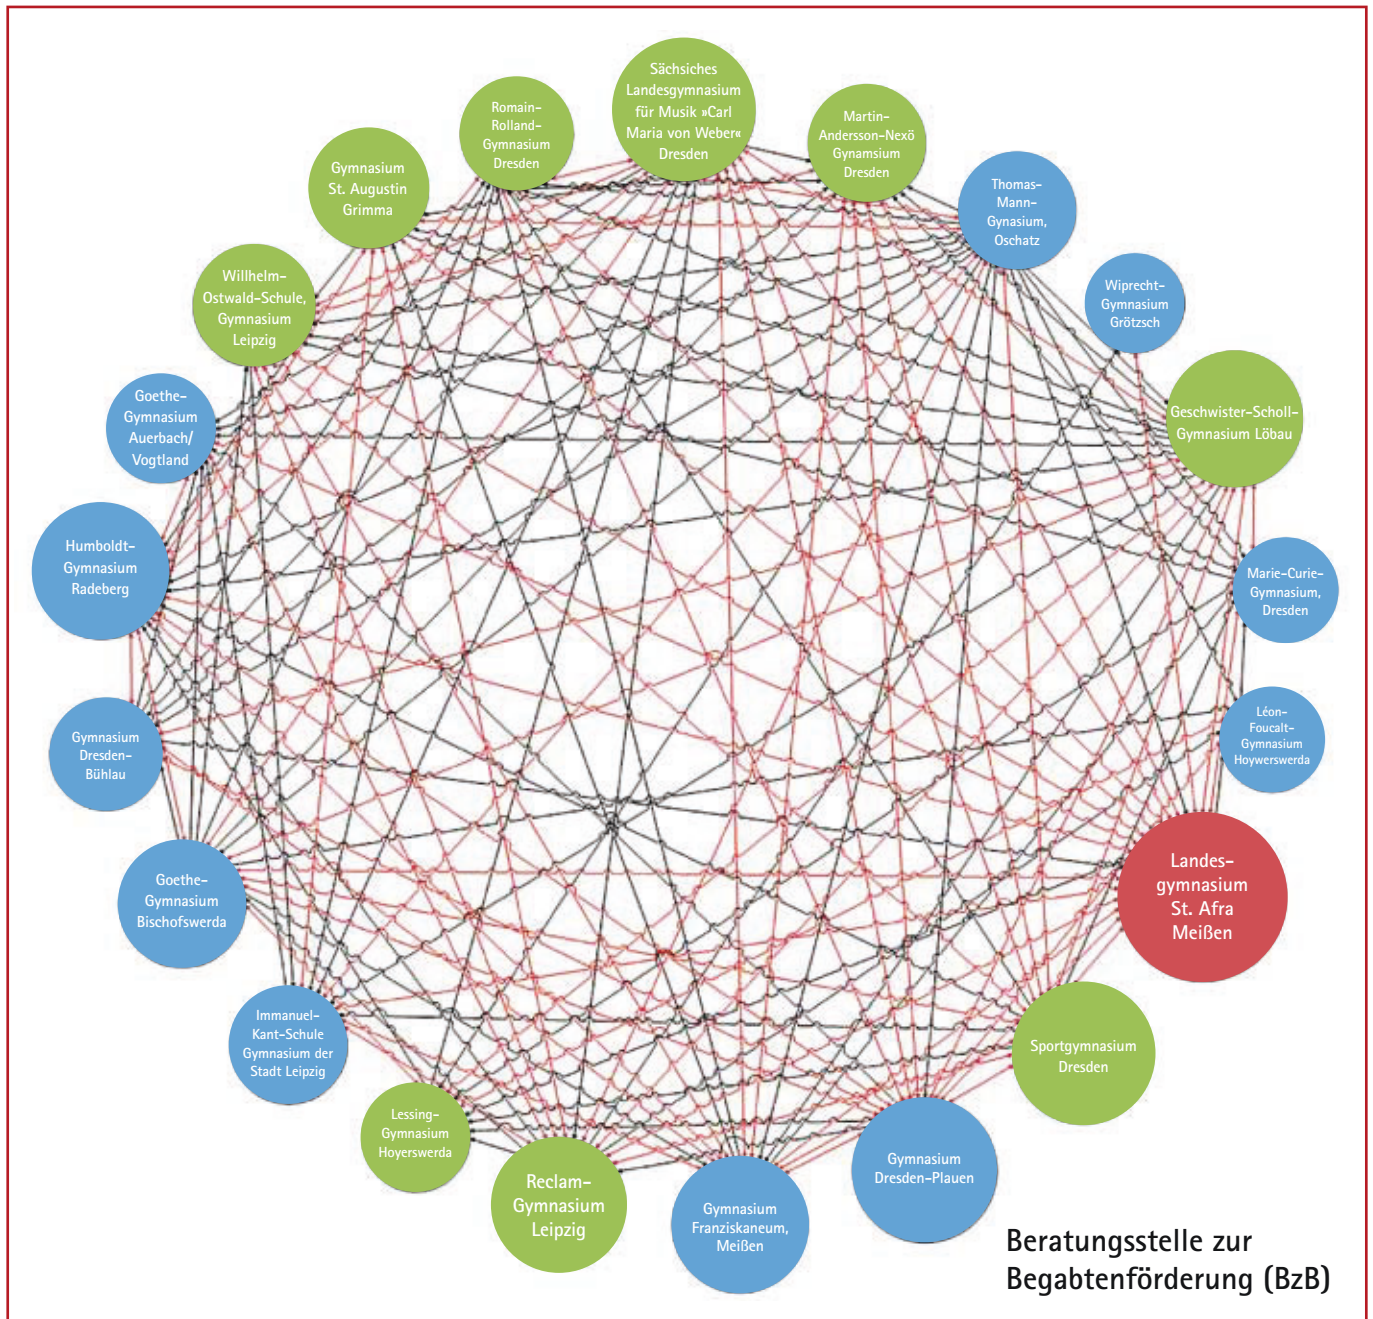 Sächsiches
Landesgymnasium
für Musik »Carl
Maria von Weber«
Dresden
Martin-
Andersson-Nexö
Gynamsium
Dresden
Thomas-
Mann-
Gynasium,
Oschatz
Wiprecht-
Gymnasium
Grötzsch
Geschwister-Scholl-
Gymnasium Löbau
Marie-Curie-
Gymnasium,
Dresden
Léon-
Foucalt-
Gymnasium
Hoywerswerda
Landes-
gymnasium
St. Afra
Meißen
Sportgymnasium
Dresden
Gymnasium
Dresden-Plauen
Gymnasium
Franziskaneum,
Meißen
Reclam-
Gymnasium
Leipzig
Lessing-
Gymnasium
Hoyerswerda
Immanuel-
Kant-Schule
Gymnasium der
Stadt Leipzig
Goethe-
Gymnasium
Bischofswerda
Gymnasium
Dresden-
Bühlau
Humboldt-
Gymnasium
Radeberg
Goethe-
Gymnasium
Auerbach/
Vogtland
Willhelm-
Ostwald-Schule,
Gymnasium
Leipzig
Gymnasium
St. Augustin
Grimma
Romain-
Rolland-
Gymnasium
Dresden
Beratungsstelle zur
Begabtenförderung (BzB)